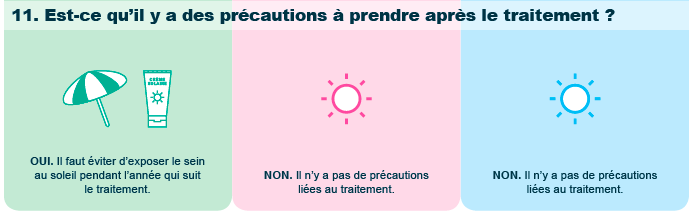 11. Est-ce qu’il y a des précautions à prendre après le traitement ?
CRÈME
SOLAIRE
OUI. Il faut éviter d’exposer le sein
au soleil pendant l’année qui suit
le traitement.
NON. Il n’y a pas de précautions
liées au traitement.
NON. Il n’y a pas de précautions
liées au traitement.